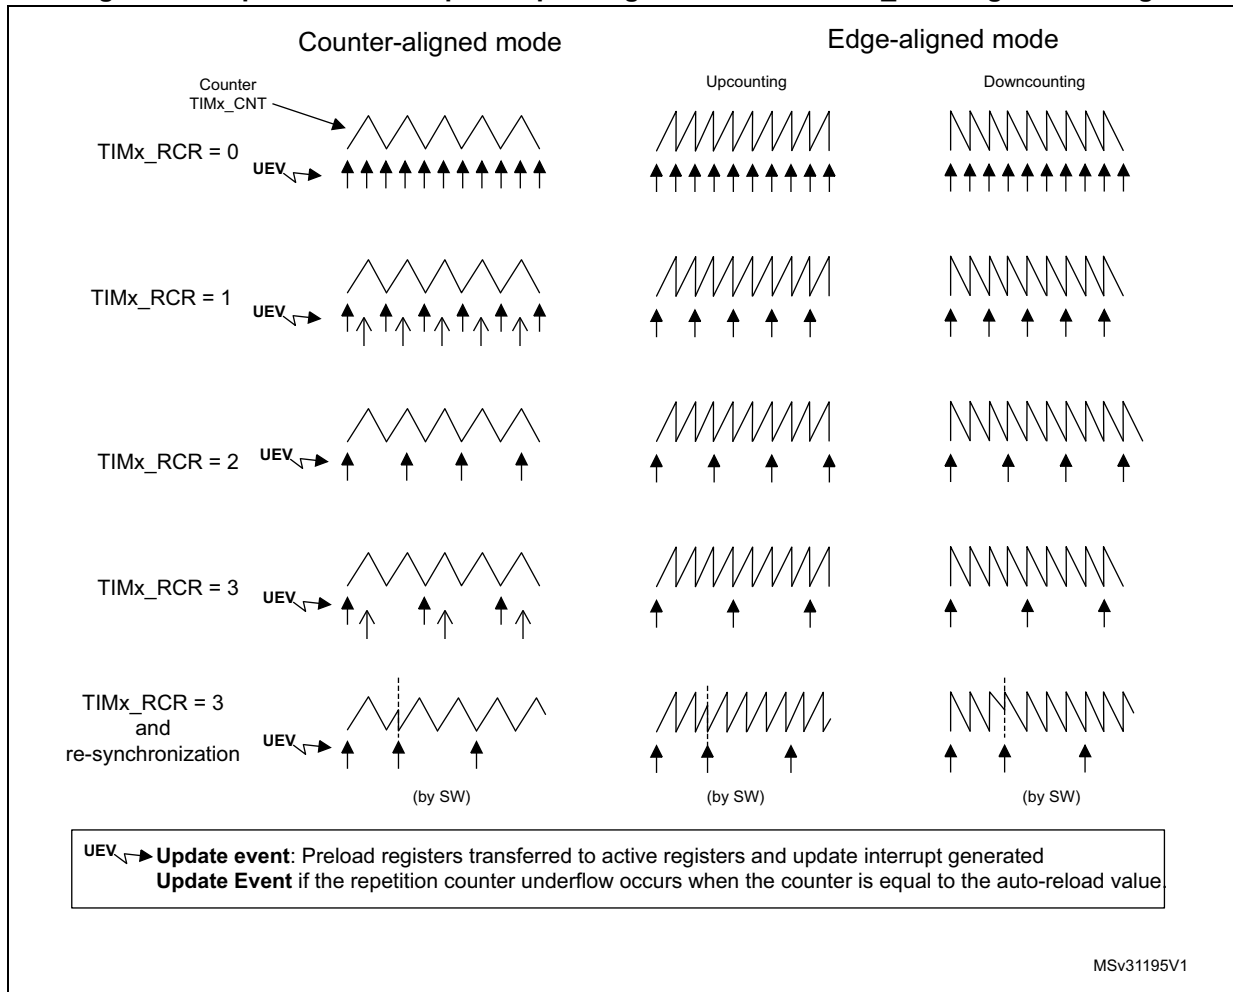 Counter-aligned mode
Edge-aligned mode
Counter
TIMx_CNT
Upcounting
Downcounting
TIMx_RCR = 0
UEV
TIMx_RCR = 1
UEV
TIMx_RCR = 2
UEV
TIMx_RCR = 3
UEV
TIMx_RCR = 3
and
re-synchronization
UEV
(by SW)
(by SW)
(by SW)
UEV Update event: Preload registers transferred to active registers and update interrupt generated
Update Event if the repetition counter underflow occurs when the counter is equal to the auto-reload value.
MSv31195V1